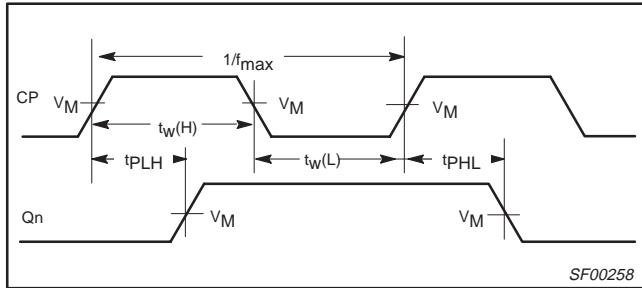 1/fmax
CP VM VM VM
tw(H)
tPLH tw(L) tPHL
Qn VM VM
SF00258